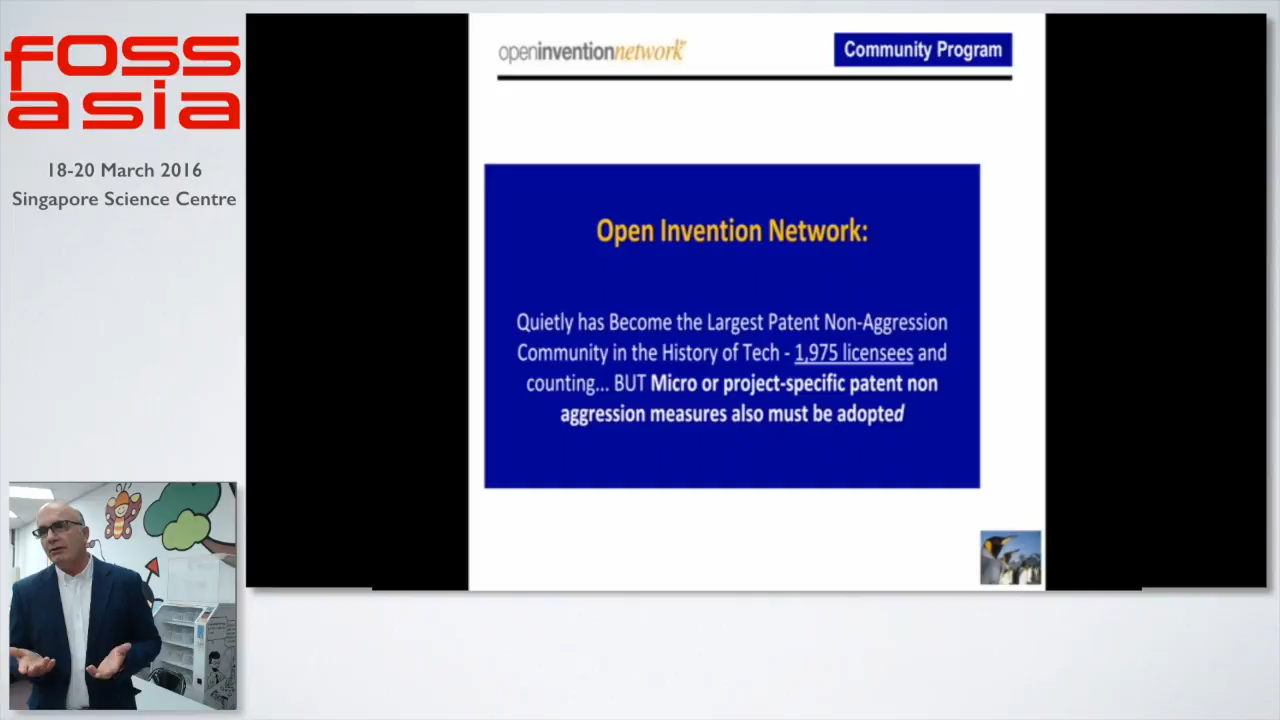 foss
asia
18-20 March 2016
Singapore Science Centre
openinventionnetwork
Community Program
Open Invention Network:
Quietly has Become the Largest Patent Non-Aggression
Community in the History of Tech - 1,975 licensees and
counting... BUT Micro or project-specific patent non
aggression measures also must be adopted